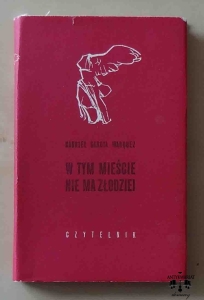 GABRIEL GARCIA MARQUEZ
W TYM MIEŚCIE
NIE MA ZŁODZIEI
CZYTELNIK